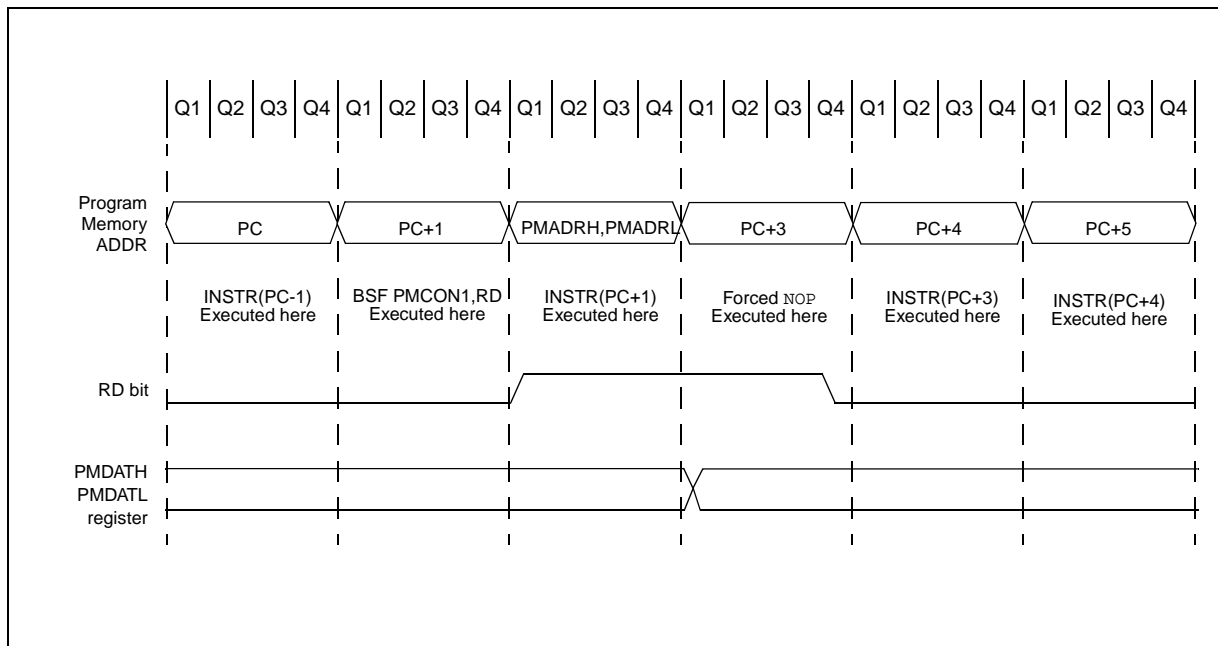 Q1 Q2 Q3 Q4 Q1 Q2 Q3 Q4 Q1 Q2 Q3 Q4 Q1 Q2 Q3 Q4 Q1 Q2 Q3 Q4 Q1 Q2 Q3 Q4
Program
Memory
ADDR
PC
PC+1
PMADRH,PMADRL
PC+3
PC+4
PC+5
INSTR(PC-1)
Executed here
BSF PMCON1,RD
Executed here
INSTR(PC+1)
Executed here
Forced NOP
Executed here
INSTR(PC+3)
Executed here
INSTR(PC+4)
Executed here
RD bit
PMDATH
PMDATL
register